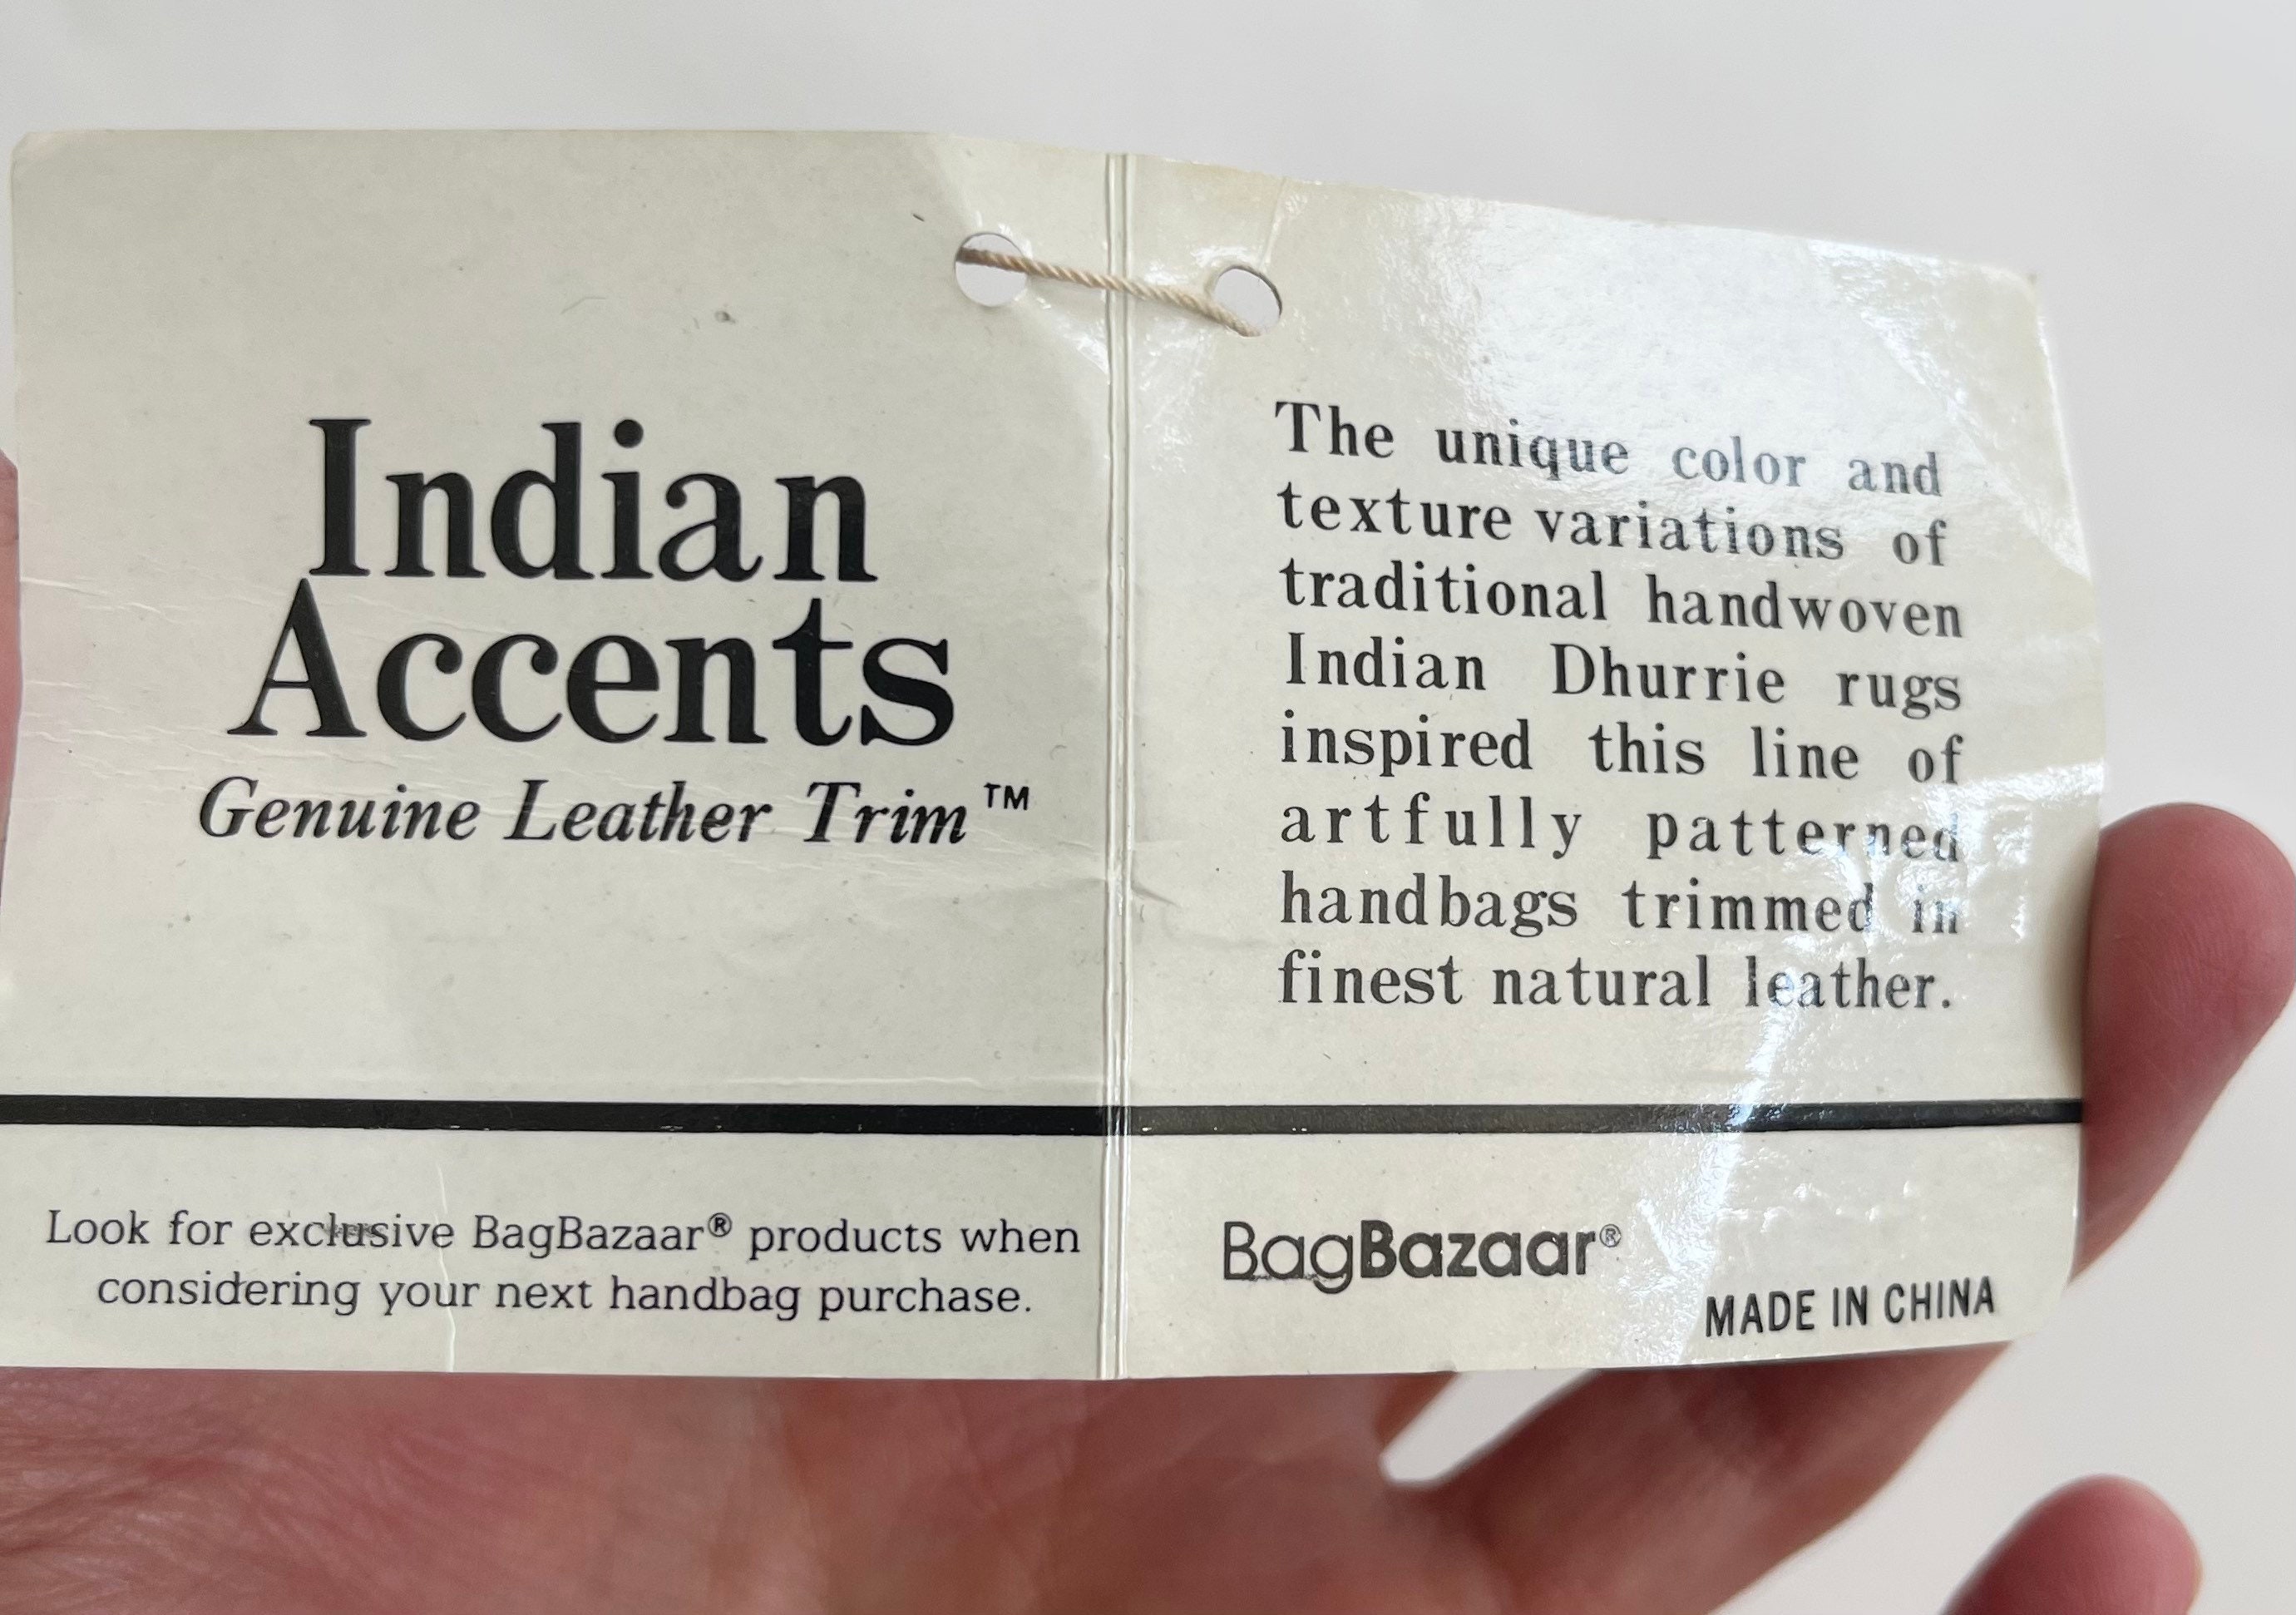 Indian
Accents
Genuine Leather Trim™
Look for exclusive BagBazaar® products when
considering your next handbag purchase.
The unique color and
texture variations of
traditional handwoven
Indian Dhurrie rugs
inspired this line of
artfully patterned
handbags trimmed in
finest natural leather.
BagBazaar®
MADE IN CHINA